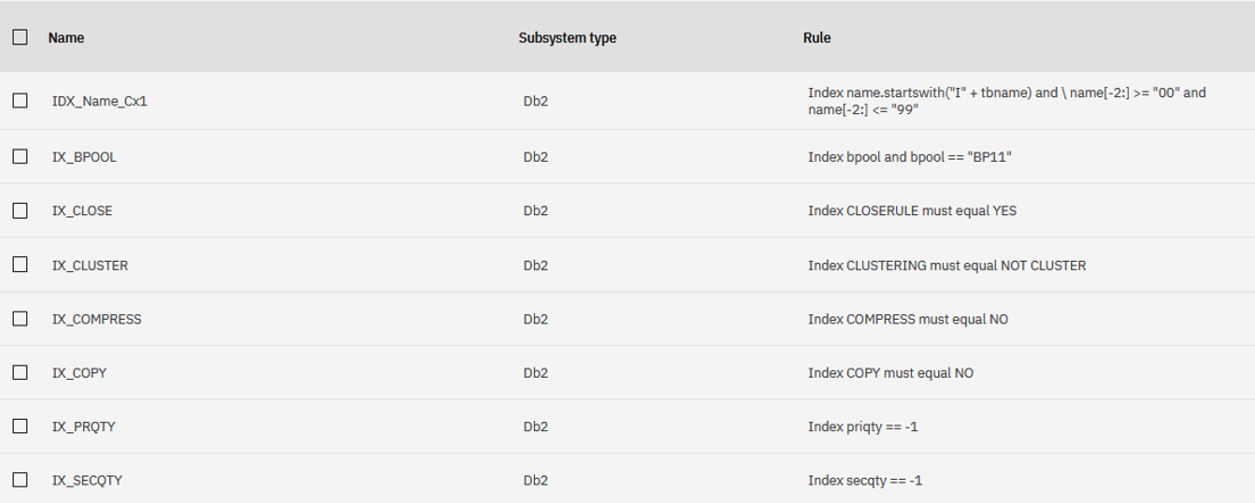 Name Subsystem type Rule
IDX_Name_Cx1 Db2 Index name.startswith("I" + tbname) and \ name[-2:] >= "00" and
name[-2:] <= "99"
IX_BPOOL Db2 Index bpool and bpool == "BP11"
IX_CLOSE Db2 Index CLOSERULE must equal YES
IX_CLUSTER Db2 Index CLUSTERING must equal NOT CLUSTER
IX_COMPRESS Db2 Index COMPRESS must equal NO
IX_COPY Db2 Index COPY must equal NO
IX_PRQTY Db2 Index priqty == -1
IX_SECQTY Db2 Index secqty == -1